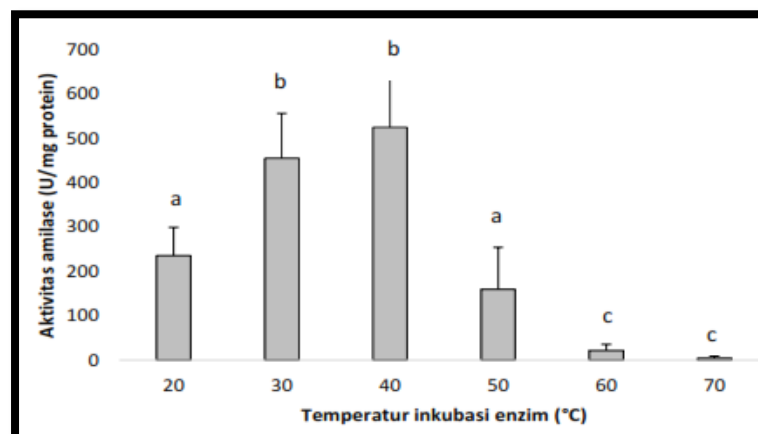 700
600
500
400
300
200
100
0
Aktivitas amilase (U/mg protein)
a
b
b
a
c
c
20 30 40 50 60 70
Temperatur inkubasi enzim (°C)